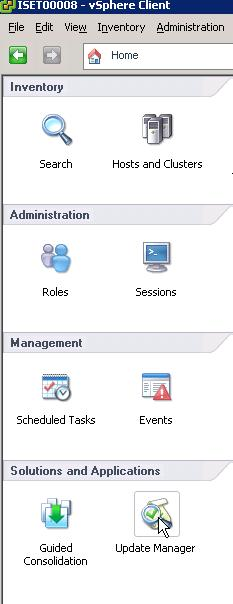 ISET00008 - vSphere Client
File Edit View Inventory Administration
Home
Inventory
Search Hosts and Clusters
Administration
Roles Sessions
Management
Scheduled Tasks Events
Solutions and Applications
Guided Update Manager
Consolidation